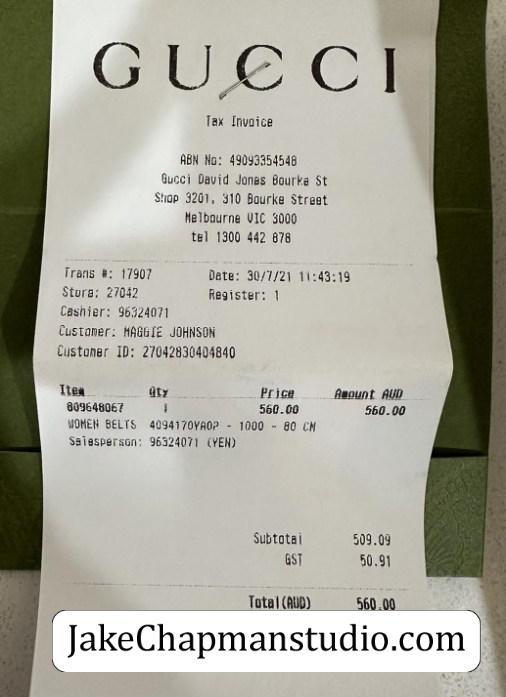 GUCCI
Tax Invoice
ABN No: 49093354548
Gucci David Jones Bourke St
Shop 3201, 310 Bourke Street
Melbourne VIC 3000
tel 1300 442 878
Trans #: 17907 Date: 30/7/21 11:43:19
Store: 27042 Register: 1
Cashier: 96324071
Customer: MAGGIE JOHNSON
Customer ID: 27042830404840
Item Qty Price Amount AUD
809648067 1 560.00 560.00
WOMEN BELTS 4094170YAOP - 1000 - 80 CM
Salesperson: 96324071 (YEN)
Subtotal 509.09
GST 50.91
Total(AUD) 560.00
JakeChapmanstudio.com